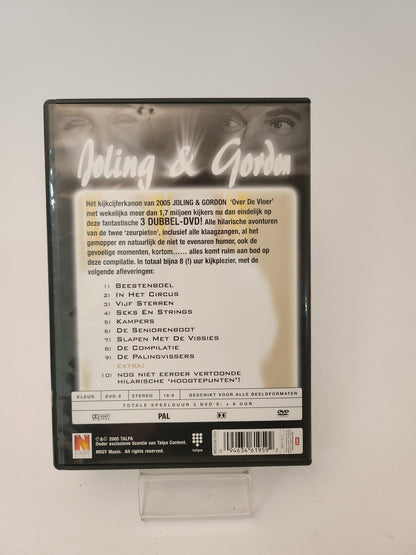 Joling & Gordon
Hét kijkcijferkanon van 2005 JOLING & GORDON 'Over De Vloer'
met wekelijks meer dan 1,7 miljoen kijkers nu dan eindelijk op
deze fantastische 3 DUBBEL-DVD! Alle hilarische avonturen
van de twee 'zeurpieten', inclusief alle klaagzangen, al
het gemopper en natuurlijk de niet te evenaren humor, ook de
gevoelige momenten, kortom...... alles komt ruim aan bod op
deze compilatie. In totaal bijna 8 (!) uur kijkplezier, met
de volgende afleveringen:
1) Beestenboel
2) In Het Circus
3) Vijf Sterren
4) Seks En Strings
5) Kampers
6) De Seniorenboot
7) Slapen Met De Vissies
8) De Compilatie
9) De Palingvissers
Extra:
10) Nog niet eerder vertoonde
hilarische 'hoogtepunten'!
KLEUR DVD 9 STEREO 16:9 GESCHIKT VOOR ALLE BEELDFORMATEN
TOTALE SPEELDUUR 3 DVD'S: ± 8 UUR
PAL
DVD
N
℗&© 2005 TALPA
Onder exclusieve licentie van Talpa Content.
NRGY Music. All Rights Reserved.
talpa
0 94634 61959 2